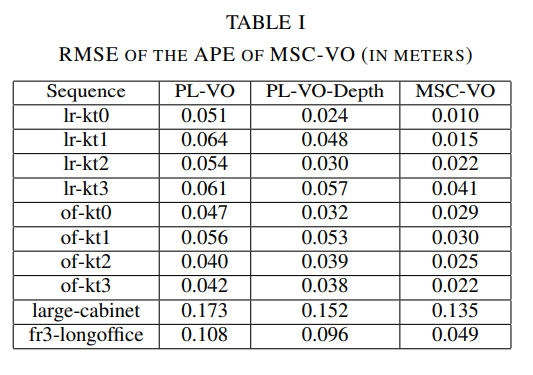 TABLE I
RMSE OF THE APE OF MSC-VO (IN METERS)
Sequence PL-VO PL-VO-Depth MSC-VO
lr-kt0 0.051 0.024 0.010
lr-kt1 0.064 0.048 0.015
lr-kt2 0.054 0.030 0.022
lr-kt3 0.061 0.057 0.041
of-kt0 0.047 0.032 0.029
of-kt1 0.056 0.053 0.030
of-kt2 0.040 0.039 0.025
of-kt3 0.042 0.038 0.022
large-cabinet 0.173 0.152 0.135
fr3-longoffice 0.108 0.096 0.049